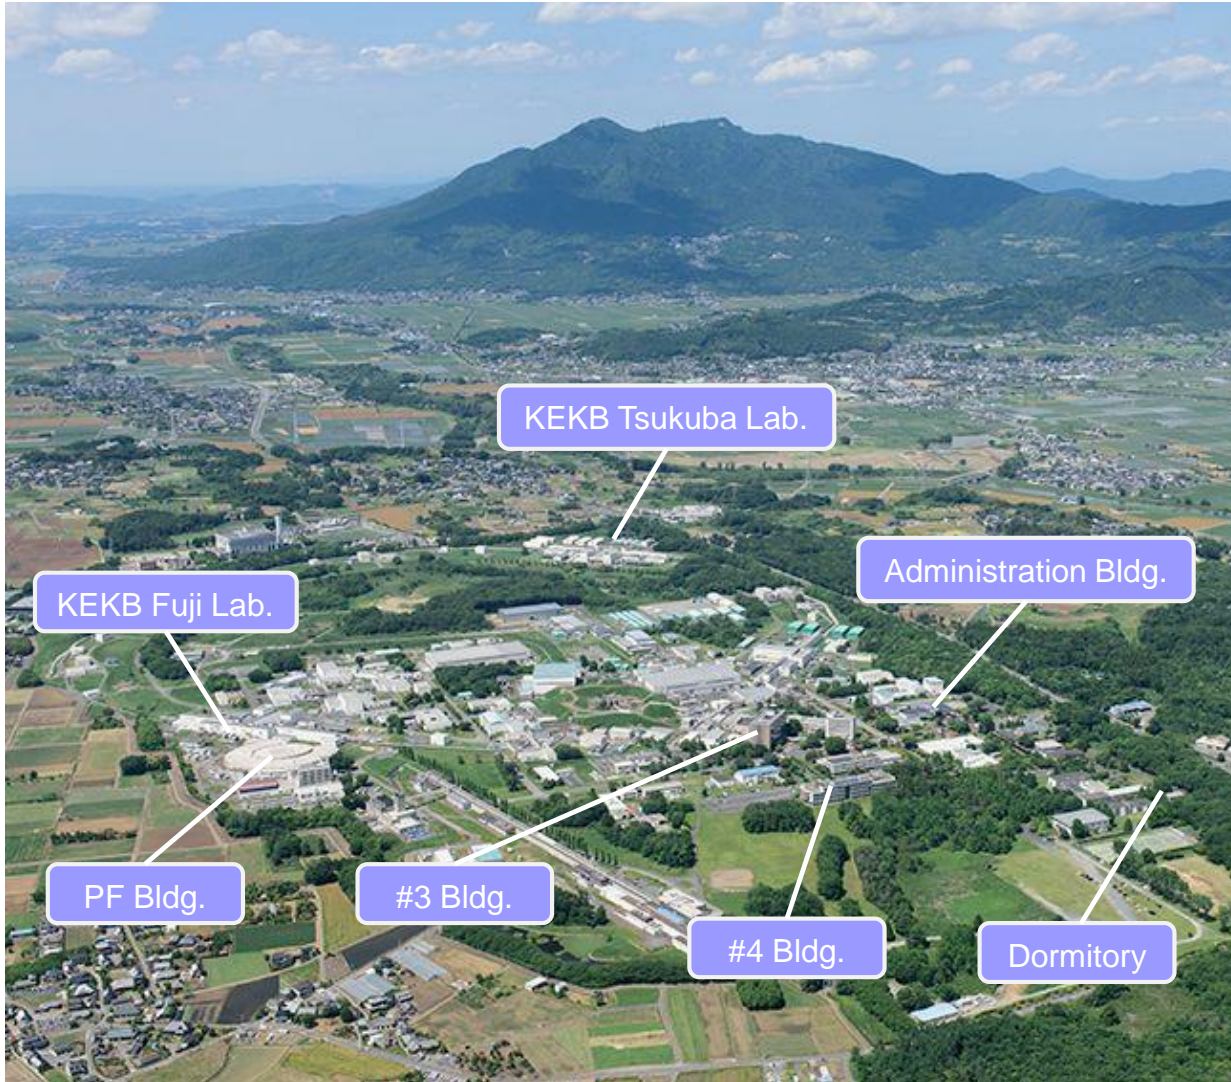 KEKB Tsukuba Lab.
Administration Bldg.
KEKB Fuji Lab.
PF Bldg.
#3 Bldg.
#4 Bldg.
Dormitory